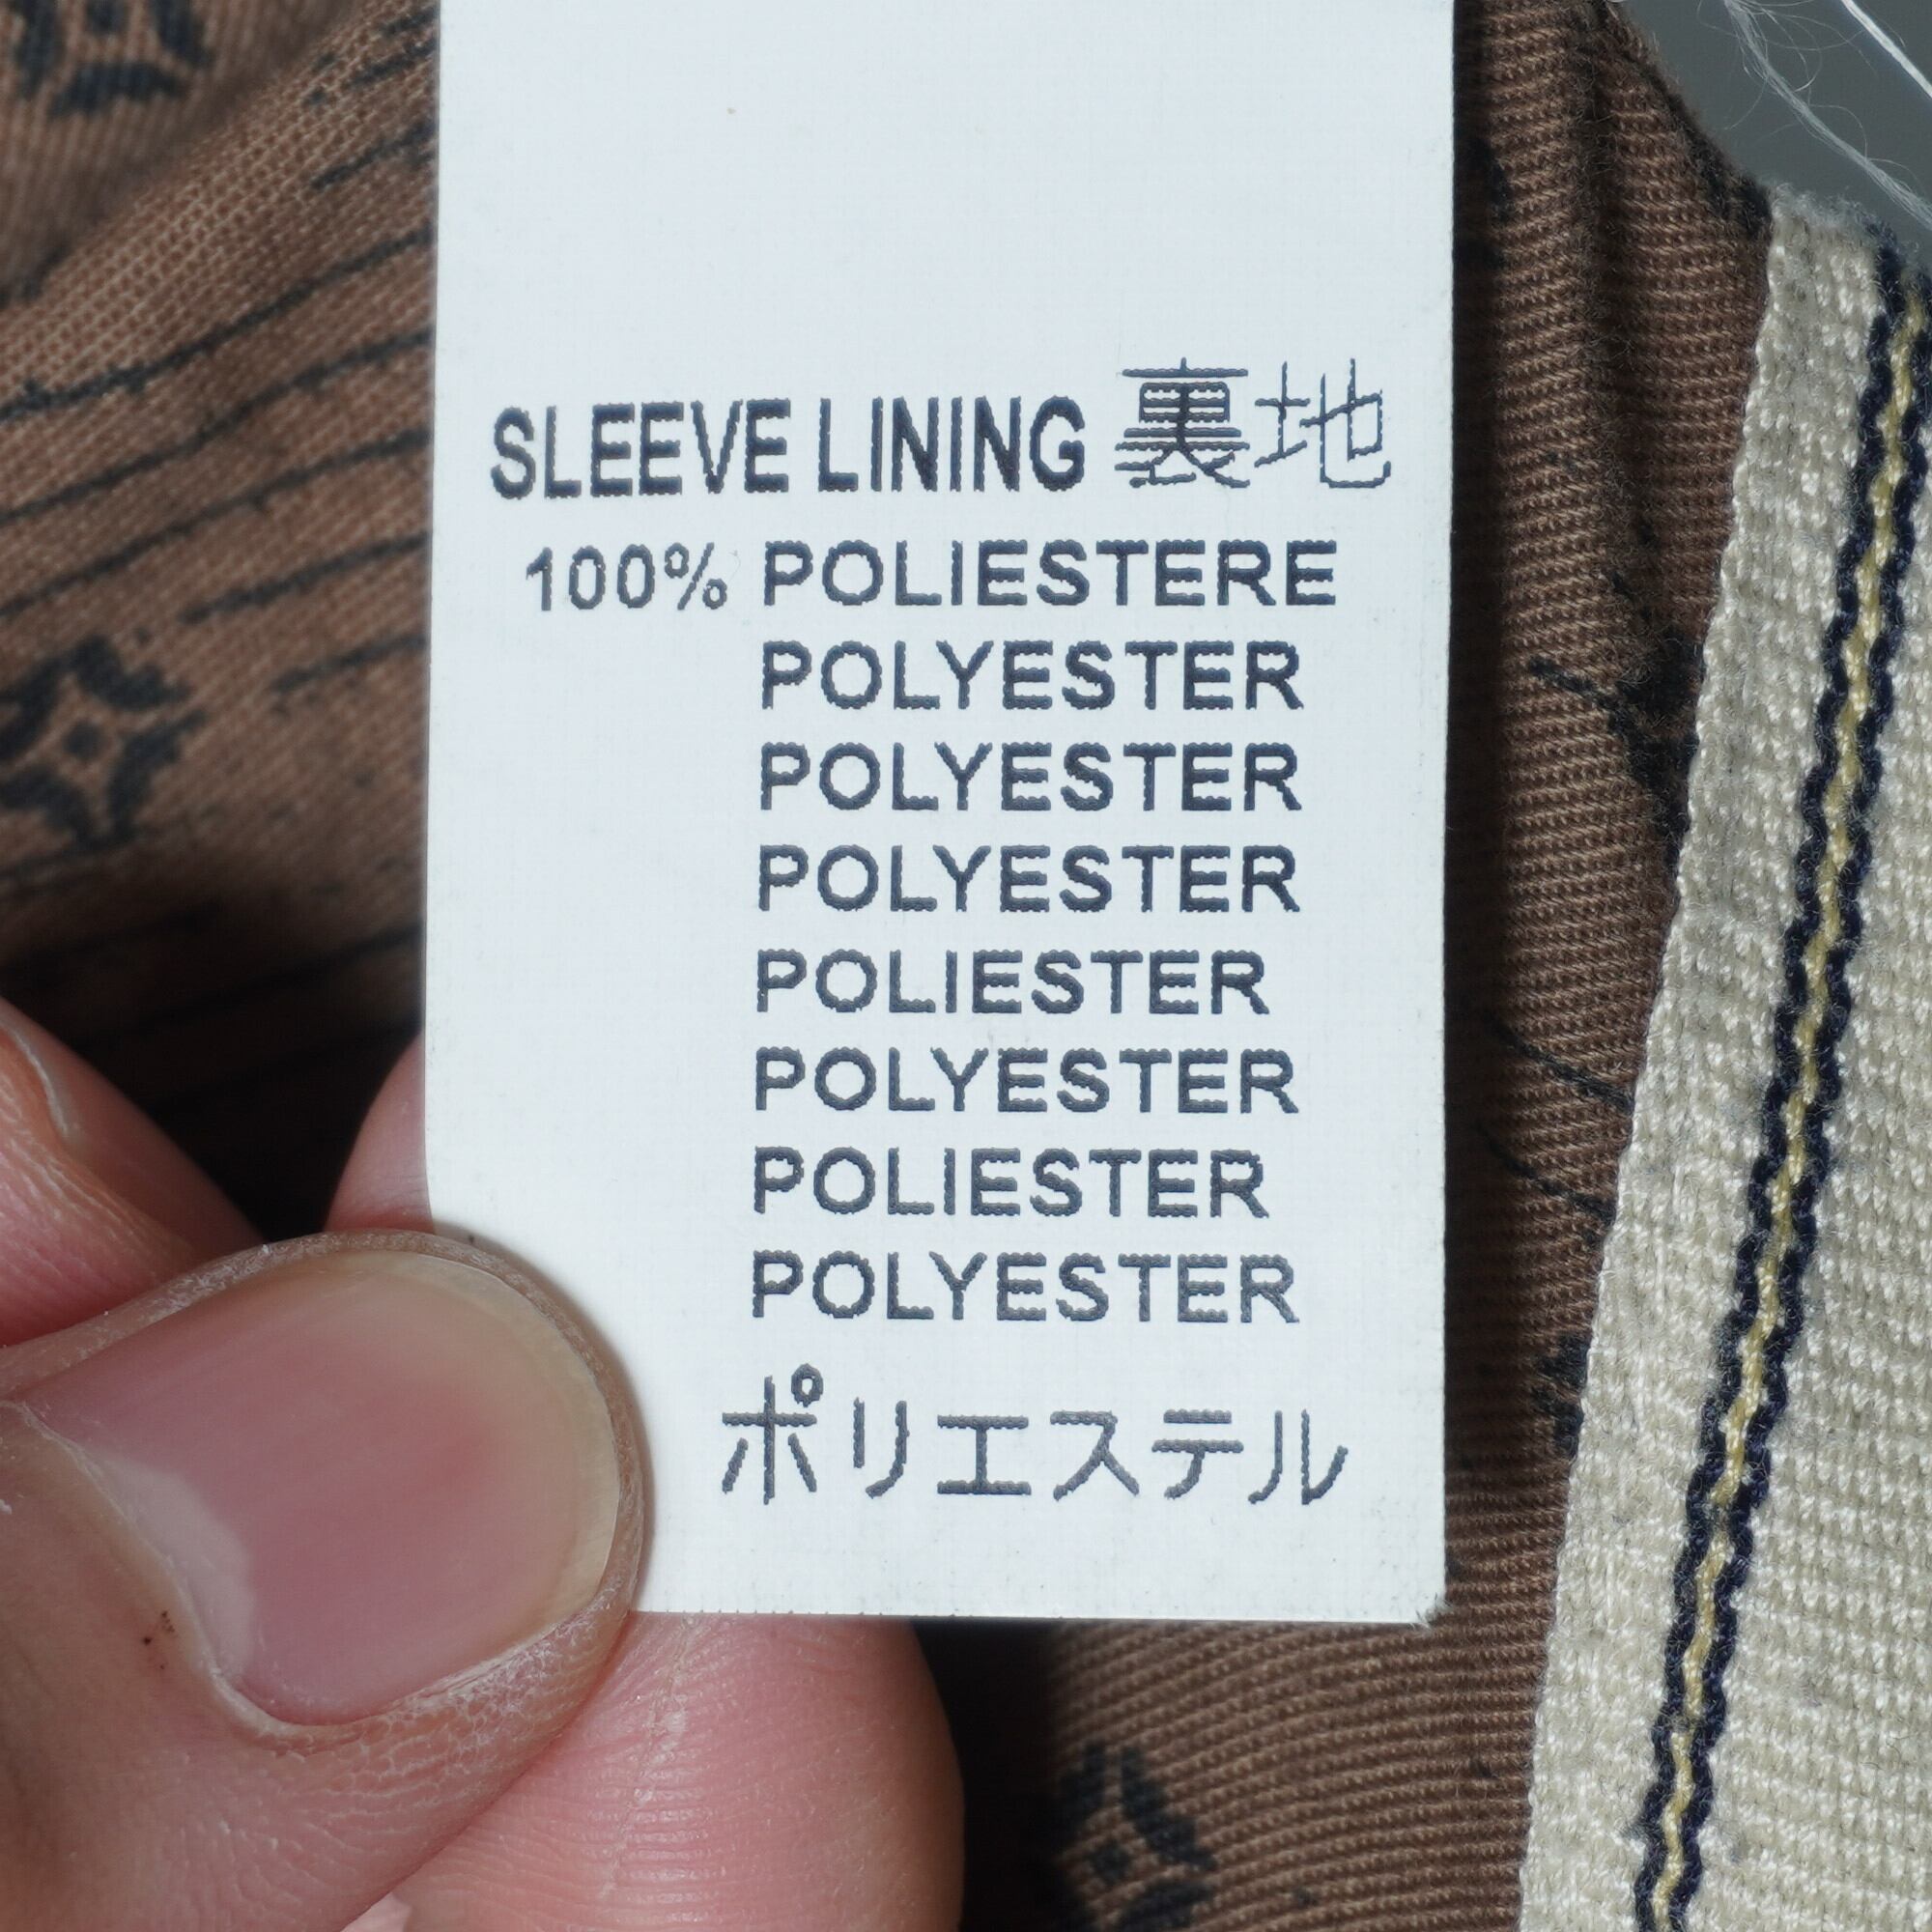 SLEEVE LINING 裏地
100% POLIESTERE
POLYESTER
POLYESTER
POLYESTER
POLIESTER
POLYESTER
POLIESTER
POLYESTER
ポリエステル